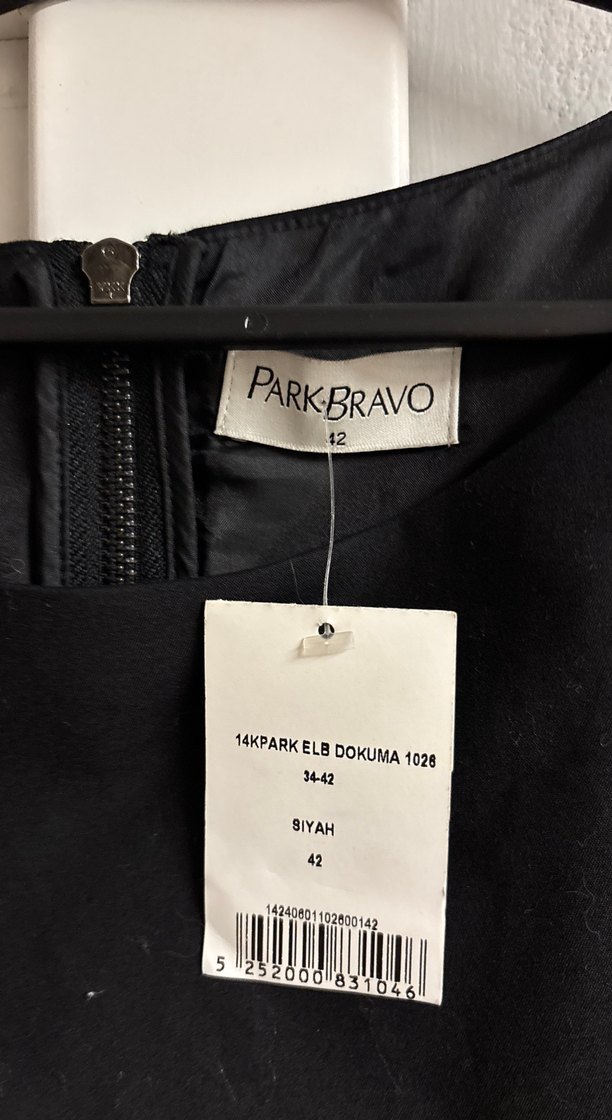 PARK•BRAVO
42
14KPARK ELB DOKUMA 1026
34-42
SIYAH
42
14240601102600142
5 252000 831046